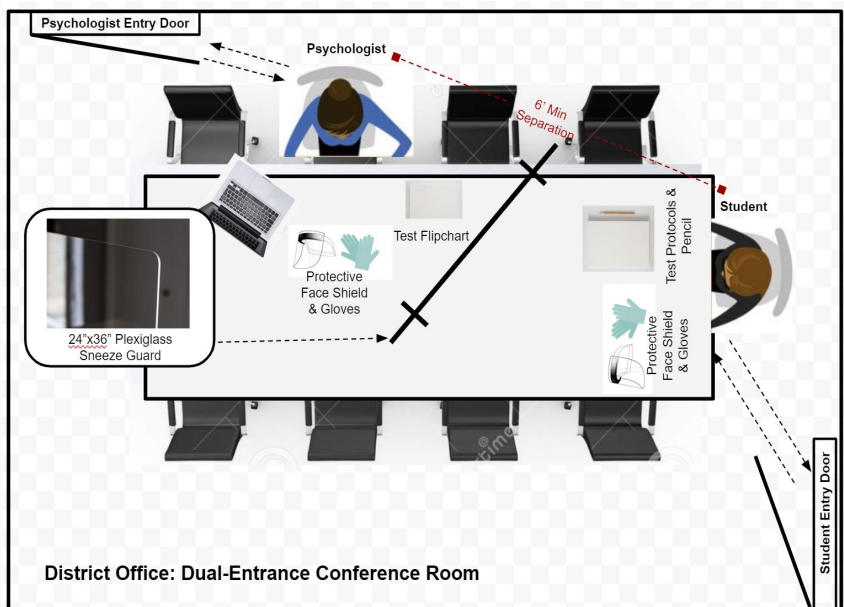 Psychologist Entry Door
Psychologist
6' Min
Separation
Student
Test Flipchart
Test Protocols &
Pencil
Protective
Face Shield
& Gloves
Protective
Face Shield
& Gloves
24"x36" Plexiglass
Sneeze Guard
Student Entry Door
District Office: Dual-Entrance Conference Room